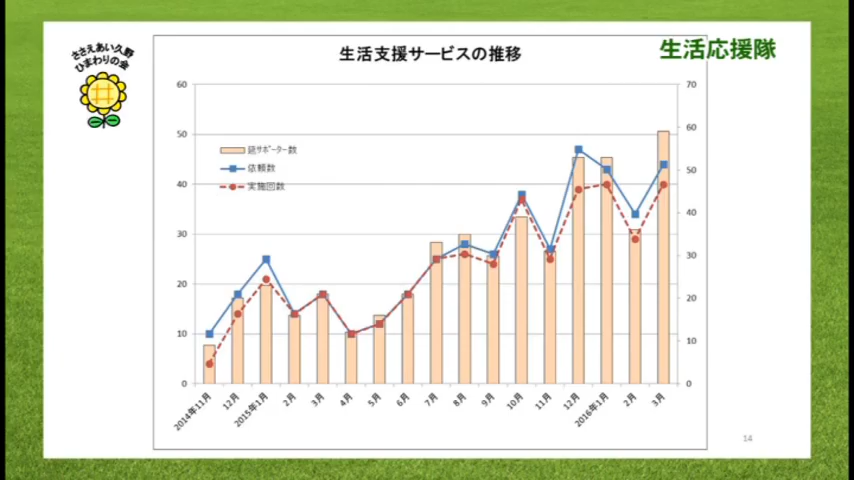 ささえあい久野
ひまわりの会
生活応援隊
生活支援サービスの推移
60
50
40
30
20
10
0
70
60
50
40
30
20
10
0
延サポーター数
依頼数
実施回数
2014年11月
12月
2015年1月
2月
3月
4月
5月
6月
7月
8月
9月
10月
11月
12月
2016年1月
2月
3月
14